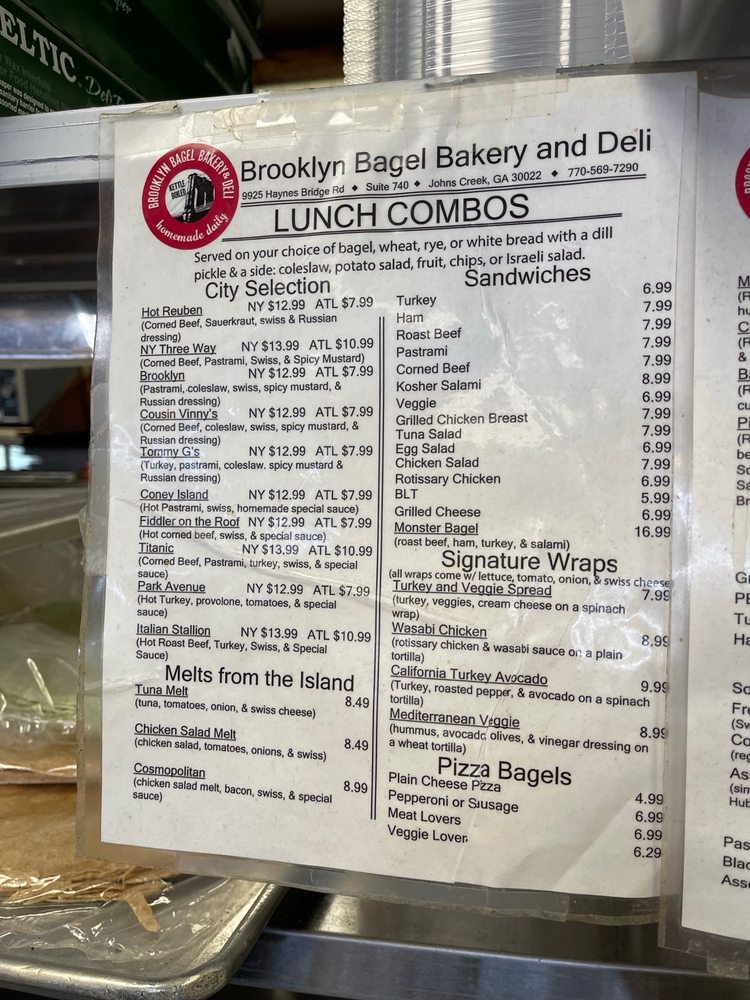 ELTIC™ Deli
BROOKLYN BAGEL BAKERY & DELI
KETTLE BOILED
homemade daily
Brooklyn Bagel Bakery and Deli
9925 Haynes Bridge Rd ◆ Suite 740 ◆ Johns Creek, GA 30022 ◆ 770-569-7290
LUNCH COMBOS
Served on your choice of bagel, wheat, rye, or white bread with a dill
pickle & a side: coleslaw, potato salad, fruit, chips, or Israeli salad.
City Selection
Hot Reuben NY $12.99 ATL $7.99
(Corned Beef, Sauerkraut, swiss & Russian
dressing)
NY Three Way NY $13.99 ATL $10.99
(Corned Beef, Pastrami, Swiss, & Spicy Mustard)
Brooklyn NY $12.99 ATL $7.99
(Pastrami, coleslaw, swiss, spicy mustard, &
Russian dressing)
Cousin Vinny's NY $12.99 ATL $7.99
(Corned Beef, coleslaw, swiss, spicy mustard, &
Russian dressing)
Tommy G's NY $12.99 ATL $7.99
(Turkey, pastrami, coleslaw. spicy mustard &
Russian dressing)
Coney Island NY $12.99 ATL $7.99
(Hot Pastrami, swiss, homemade special sauce)
Fiddler on the Roof NY $12.99 ATL $7.99
(Hot corned beef, swiss, & special sauce)
Titanic NY $13.99 ATL $10.99
(Corned Beef, Pastrami, turkey, swiss, & special
sauce)
Park Avenue NY $12.99 ATL $7.99
(Hot Turkey, provolone, tomatoes, & special
sauce)
Italian Stallion NY $13.99 ATL $10.99
(Hot Roast Beef, Turkey, Swiss, & Special
Sauce)
Melts from the Island
Tuna Melt
(tuna, tomatoes, onion, & swiss cheese) 8.49
Chicken Salad Melt
(chicken salad, tomatoes, onions, & swiss) 8.49
Cosmopolitan
(chicken salad melt, bacon, swiss, & special 8.99
sauce)
Sandwiches
Turkey 6.99
Ham 7.99
Roast Beef 7.99
Pastrami 7.99
Corned Beef 7.99
Kosher Salami 8.99
Veggie 6.99
Grilled Chicken Breast 7.99
Tuna Salad 7.99
Egg Salad 6.99
Chicken Salad 7.99
Rotissary Chicken 6.99
BLT 5.99
Grilled Cheese 6.99
Monster Bagel 16.99
(roast beef, ham, turkey, & salami)
Signature Wraps
(all wraps come w/ lettuce, tomato, onion, & swiss cheese
Turkey and Veggie Spread 7.99
(turkey, veggies, cream cheese on a spinach
wrap)
Wasabi Chicken 8.99
(rotissary chicken & wasabi sauce on a plain
tortilla)
California Turkey Avocado 9.99
(Turkey, roasted pepper, & avocado on a spinach
tortilla)
Mediterranean Veggie 8.99
(hummus, avocado, olives, & vinegar dressing on
a wheat tortilla)
Pizza Bagels
Plain Cheese Pizza 4.99
Pepperoni or Sausage 6.99
Meat Lovers 6.99
Veggie Lover 6.29